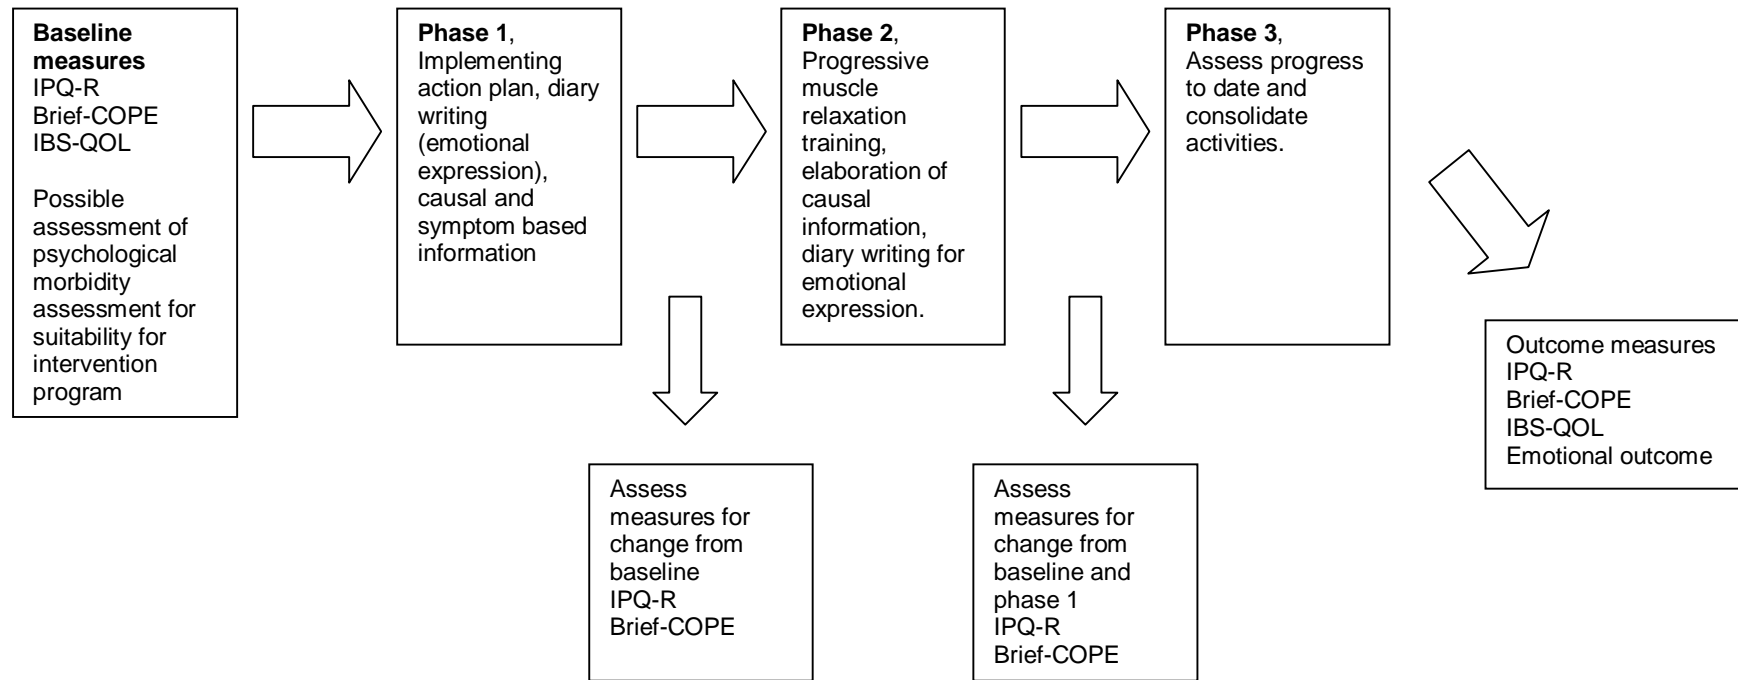 Baseline
measures
IPQ-R
Brief-COPE
IBS-QOL
Possible
assessment of
psychological
morbidity
assessment for
suitability for
intervention
program
Phase 1,
Implementing
action plan, diary
writing
(emotional
expression),
causal and
symptom based
information
Phase 2,
Progressive
muscle
relaxation
training,
elaboration of
causal
information,
diary writing for
emotional
expression.
Phase 3,
Assess progress
to date and
consolidate
activities.
Outcome measures
IPQ-R
Brief-COPE
IBS-QOL
Emotional outcome
Assess
measures for
change from
baseline
IPQ-R
Brief-COPE
Assess
measures for
change from
baseline and
phase 1
IPQ-R
Brief-COPE